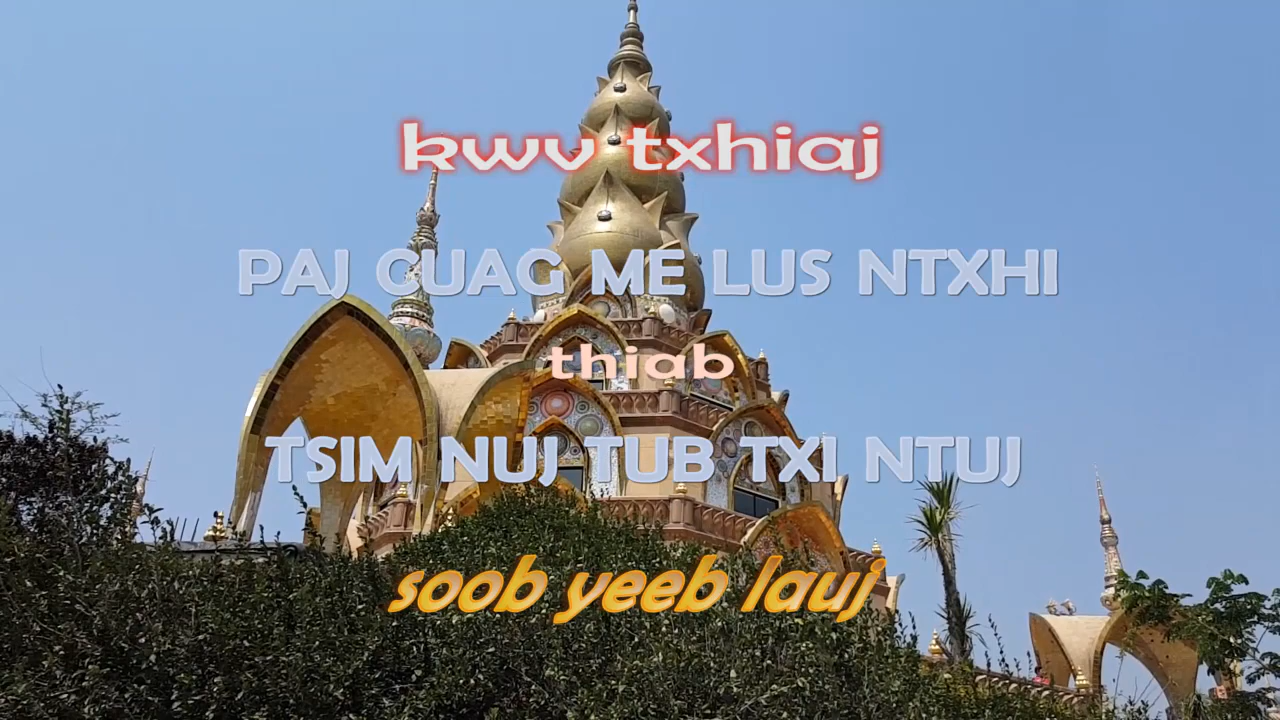 kwv txhiaj
PAJ CUAG ME LUS NTXHI
thiab
TSIM NUJ TUB TXI NTUJ
soob yeeb lauj